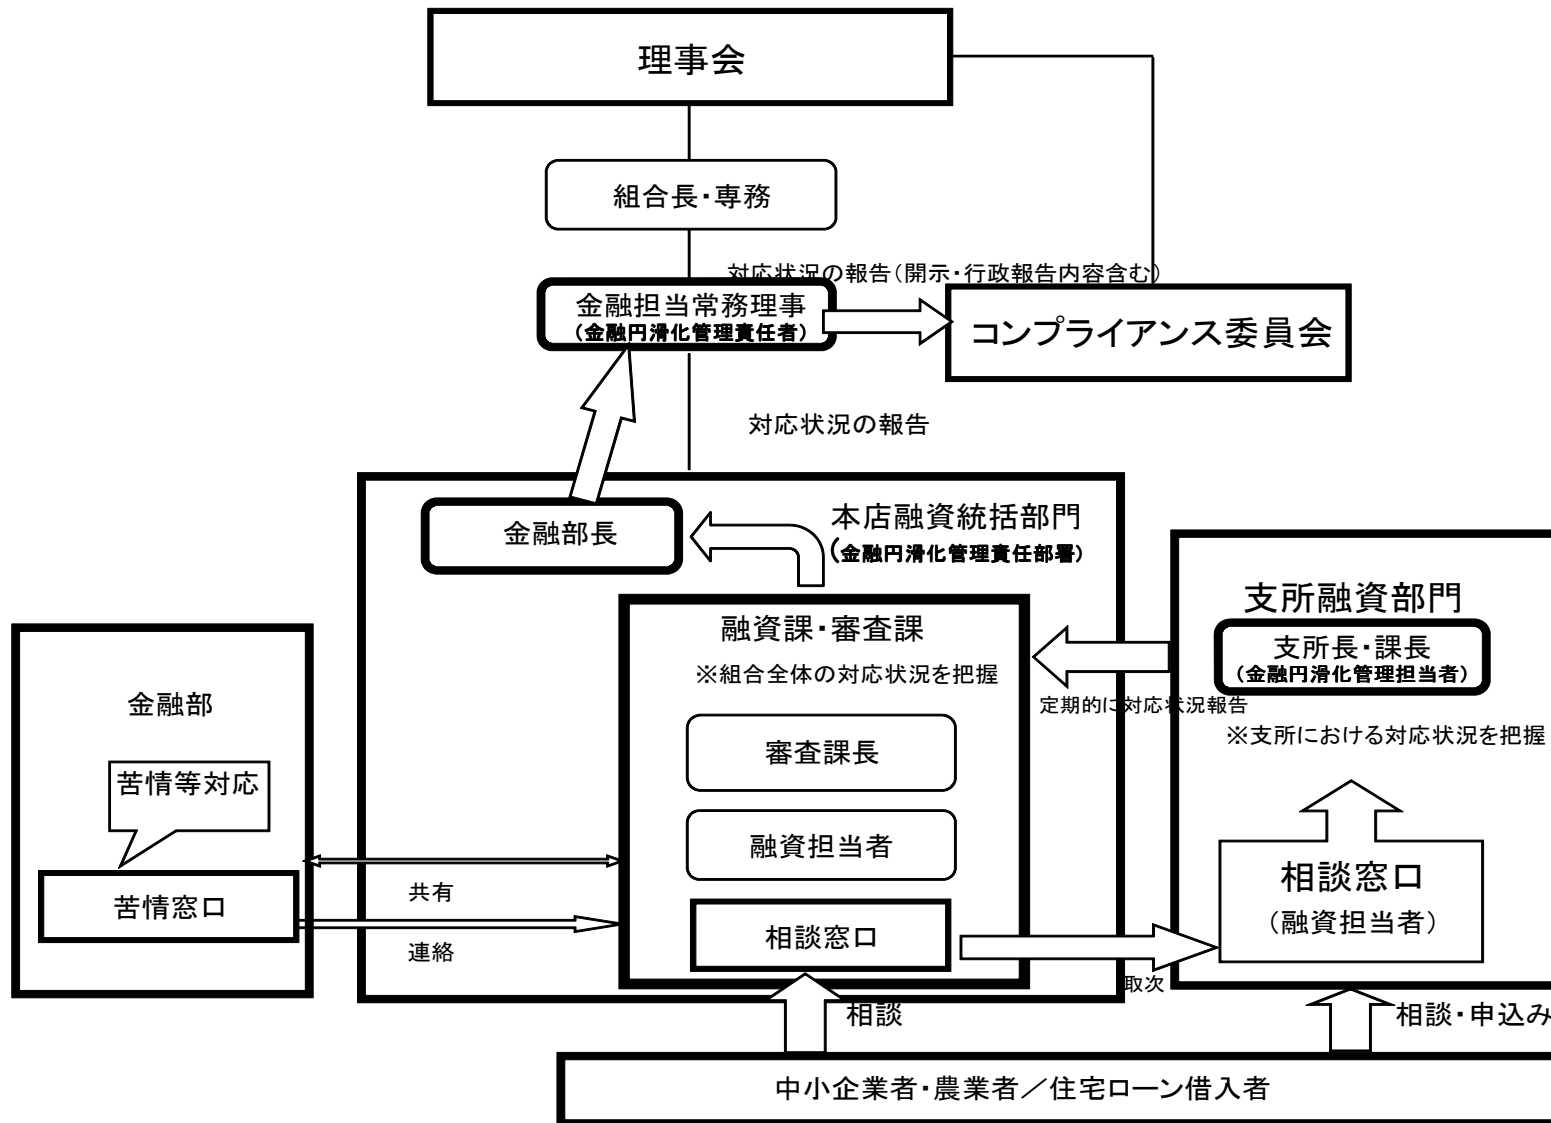 理事会
組合長・専務
対応状況の報告（開示・行政報告内容含む）
金融担当常務理事
（金融円滑化管理責任者）
コンプライアンス委員会
対応状況の報告
金融部長
本店融資統括部門
（金融円滑化管理責任部署）
支所融資部門
支所長・課長
（金融円滑化管理担当者）
※支所における対応状況を把握
融資課・審査課
※組合全体の対応状況を把握
定期的に対応状況報告
審査課長
融資担当者
相談窓口
金融部
苦情等対応
苦情窓口
共有
連絡
相談窓口
（融資担当者）
取次
相談
相談・申込み
中小企業者・農業者／住宅ローン借入者